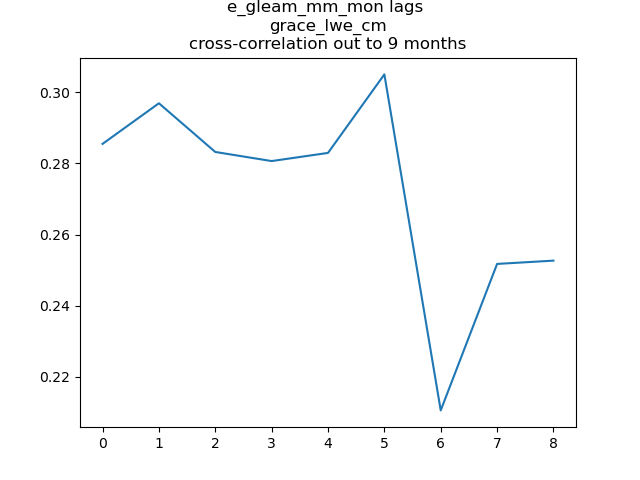 e_gleam_mm_mon lags
grace_lwe_cm
cross-correlation out to 9 months
0.30
0.28
0.26
0.24
0.22
0 1 2 3 4 5 6 7 8